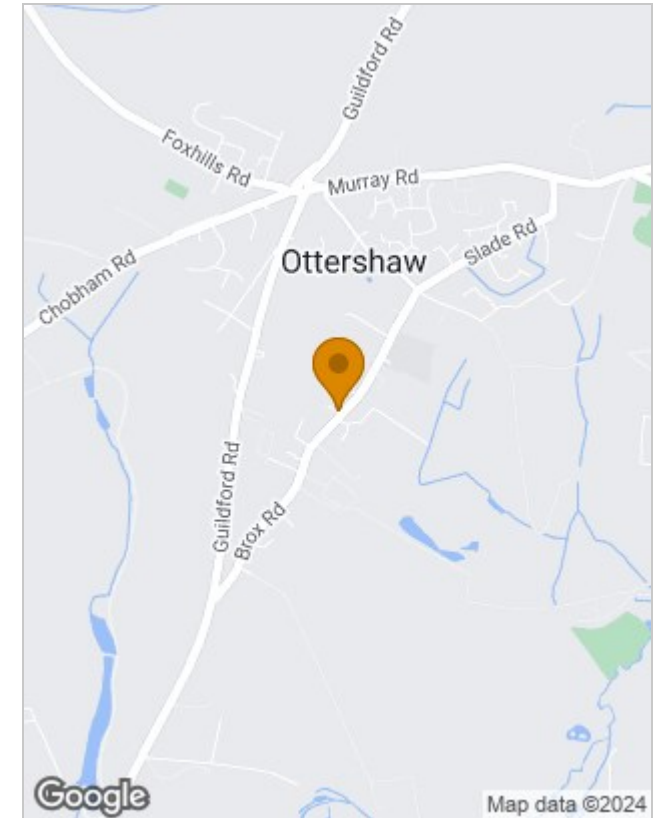 Guildford Rd
Foxhills Rd
Murray Rd
Slade Rd
Ottershaw
Chobham Rd
Guildford Rd
Brox Rd
Google
Map data ©2024